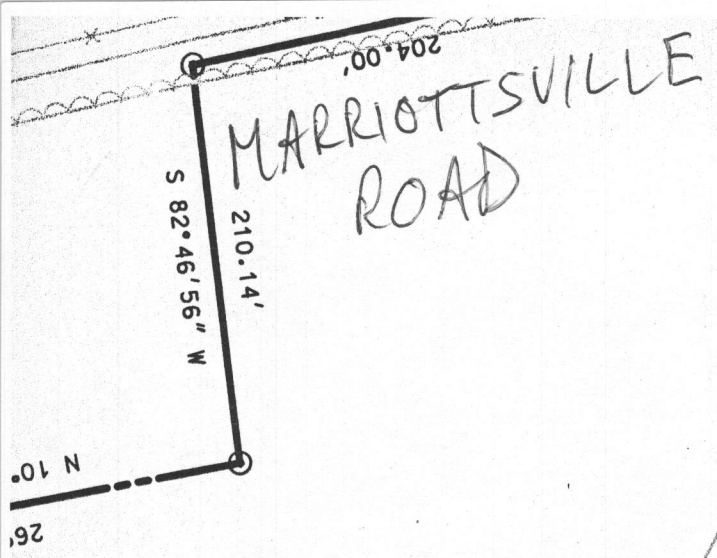 204.00'
MARRIOTTSVILLE
ROAD
S 82°46'56" W
210.14'
N 10°
26'